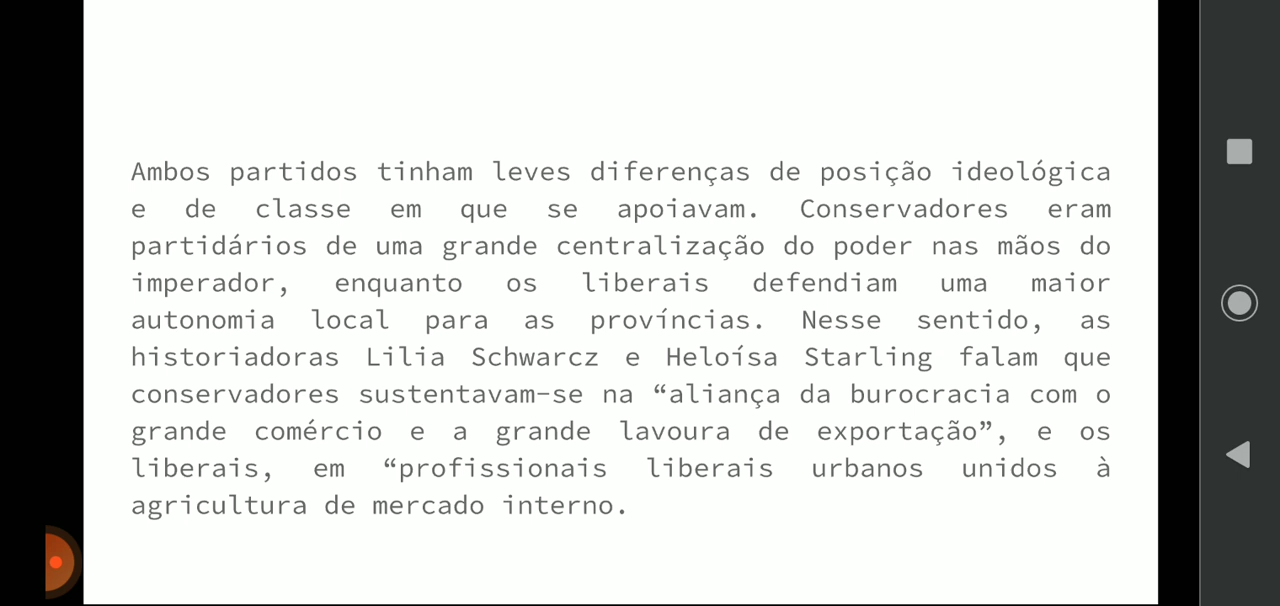 Ambos partidos tinham leves diferenças de posição ideológica
e de classe em que se apoiavam. Conservadores eram
partidários de uma grande centralização do poder nas mãos do
imperador, enquanto os liberais defendiam uma maior
autonomia local para as províncias. Nesse sentido, as
historiadoras Lilia Schwarcz e Heloísa Starling falam que
conservadores sustentavam-se na “aliança da burocracia com o
grande comércio e a grande lavoura de exportação”, e os
liberais, em “profissionais liberais urbanos unidos à
agricultura de mercado interno.